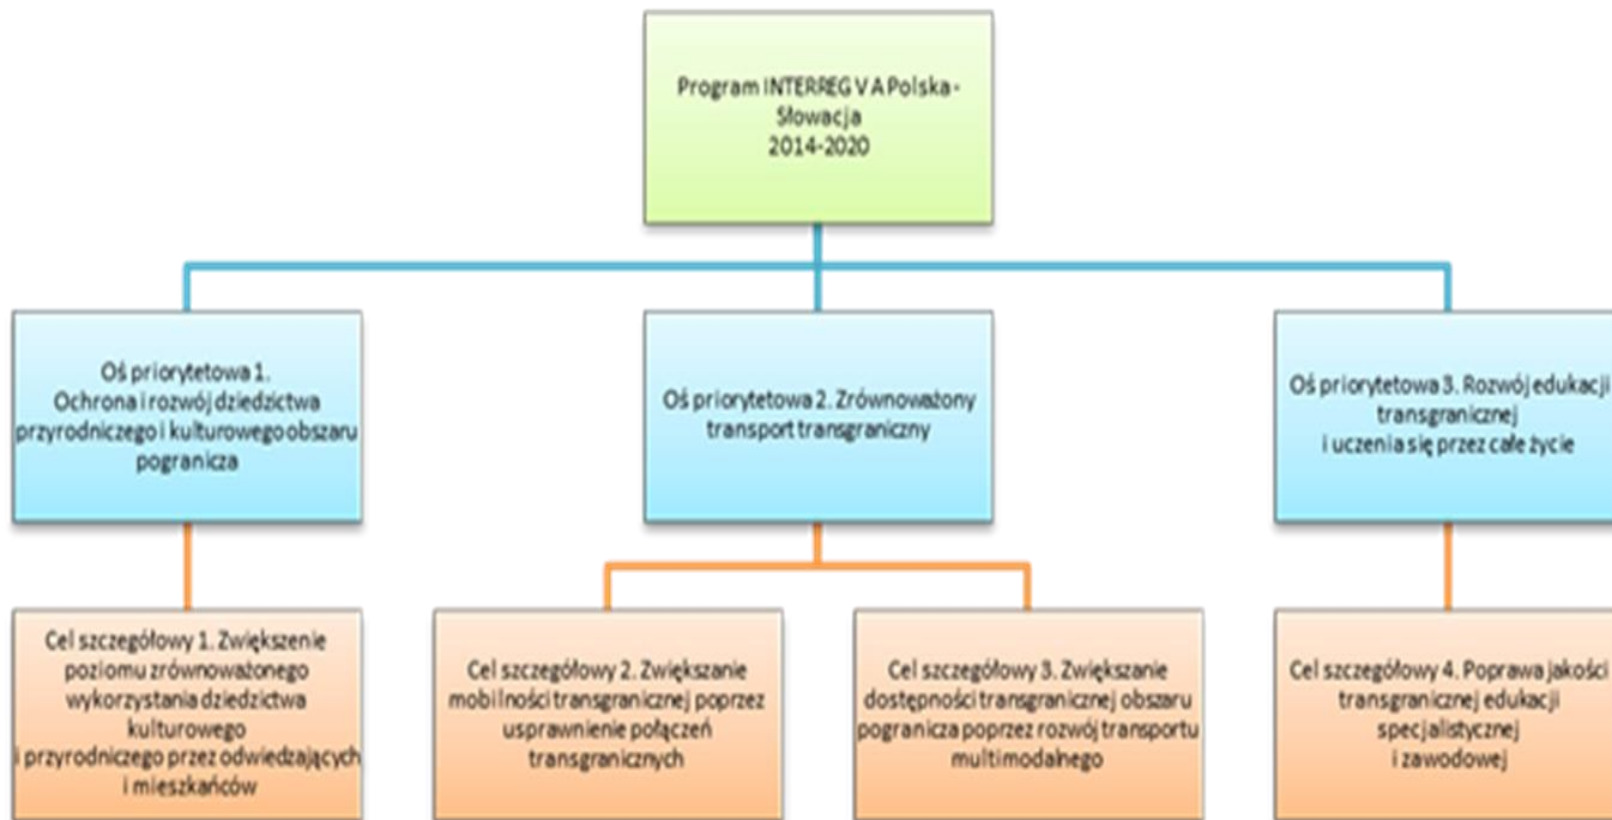 Program INTERREG V A Polska -
Słowacja
2014-2020
Oś priorytetowa 1.
Ochrona i rozwój dziedzictwa
przyrodniczego i kulturowego obszaru
pogranicza
Oś priorytetowa 2. Zrównoważony
transport transgraniczny
Oś priorytetowa 3. Rozwój edukacji
transgranicznej
i uczenia się przez całe życie
Cel szczegółowy 1. Zwiększenie
poziomu zrównoważonego
wykorzystania dziedzictwa
kulturowego
i przyrodniczego przez odwiedzających
i mieszkańców
Cel szczegółowy 2. Zwiększanie
mobilności transgranicznej poprzez
usprawnienie połączeń
transgranicznych
Cel szczegółowy 3. Zwiększanie
dostępności transgranicznej obszaru
pogranicza poprzez rozwój transportu
multimodalnego
Cel szczegółowy 4. Poprawa jakości
transgranicznej edukacji
specjalistycznej
i zawodowej